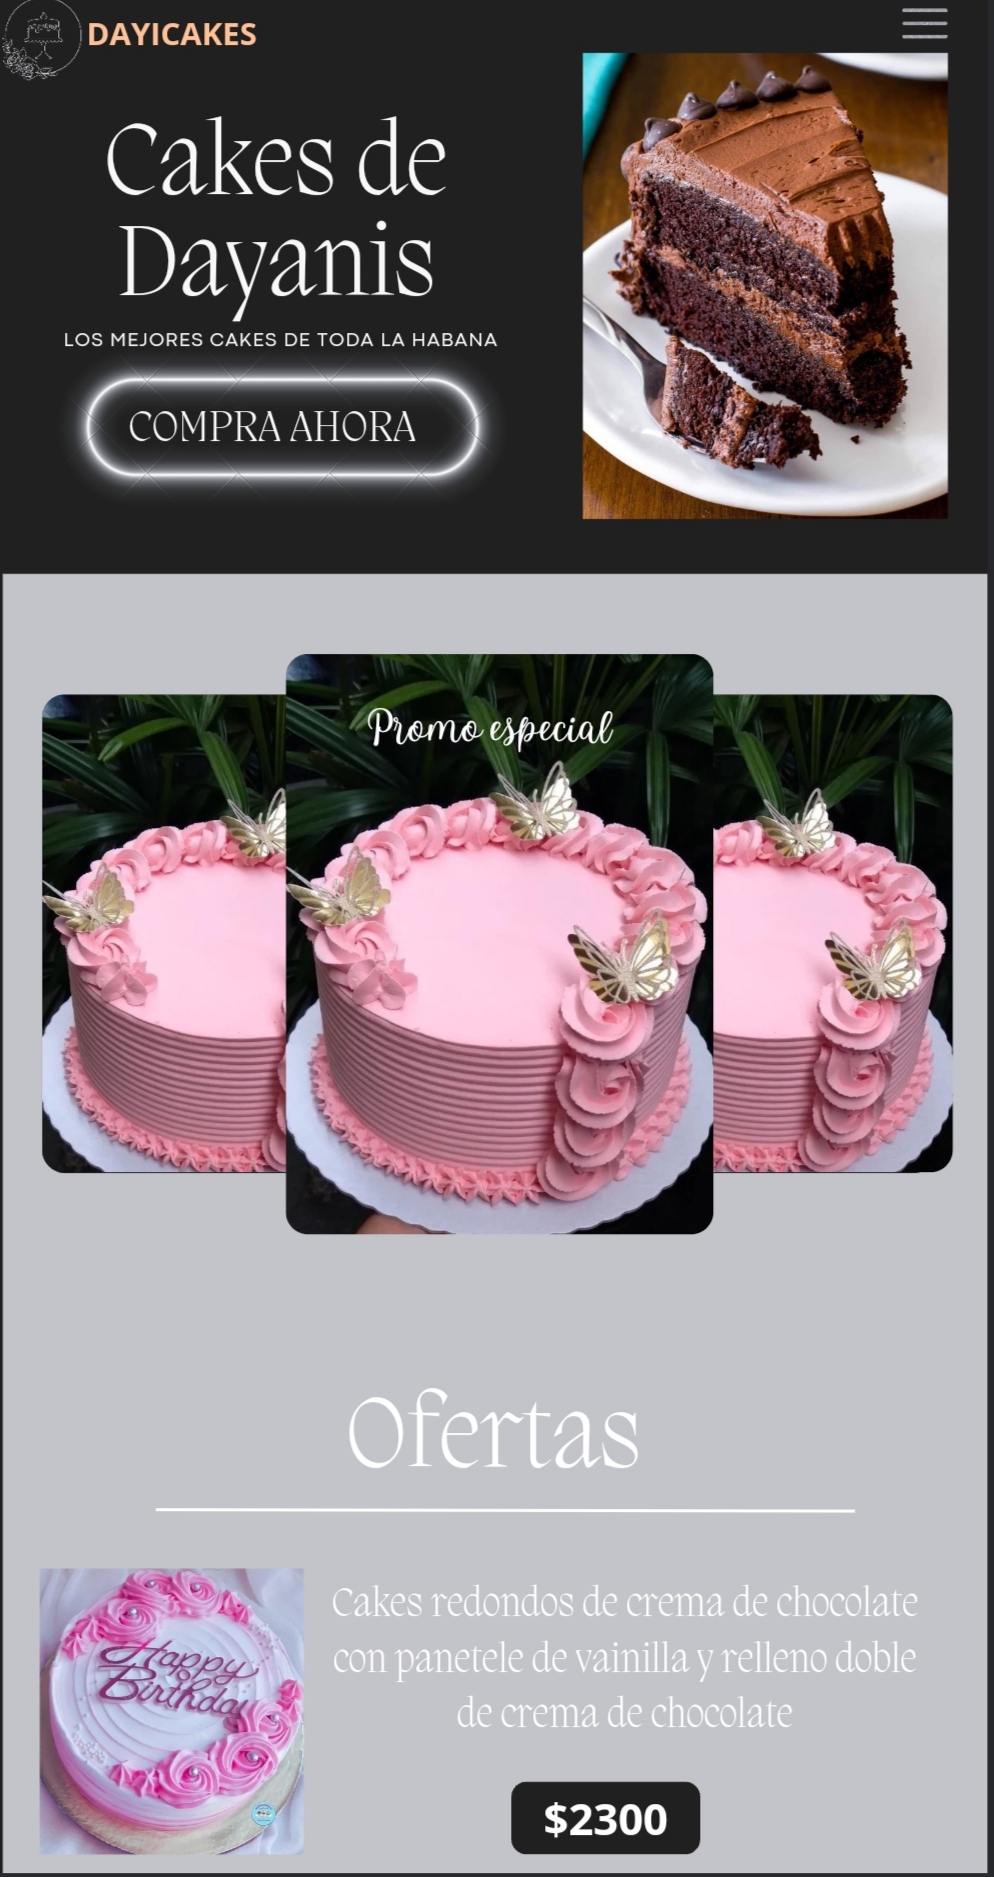 DAYICAKES
Cakes de
Dayanis
LOS MEJORES CAKES DE TODA LA HABANA
COMPRA AHORA
Promo especial
Ofertas
Happy
Birthday
Cakes redondos de crema de chocolate
con panetele de vainilla y relleno doble
de crema de chocolate
$2300